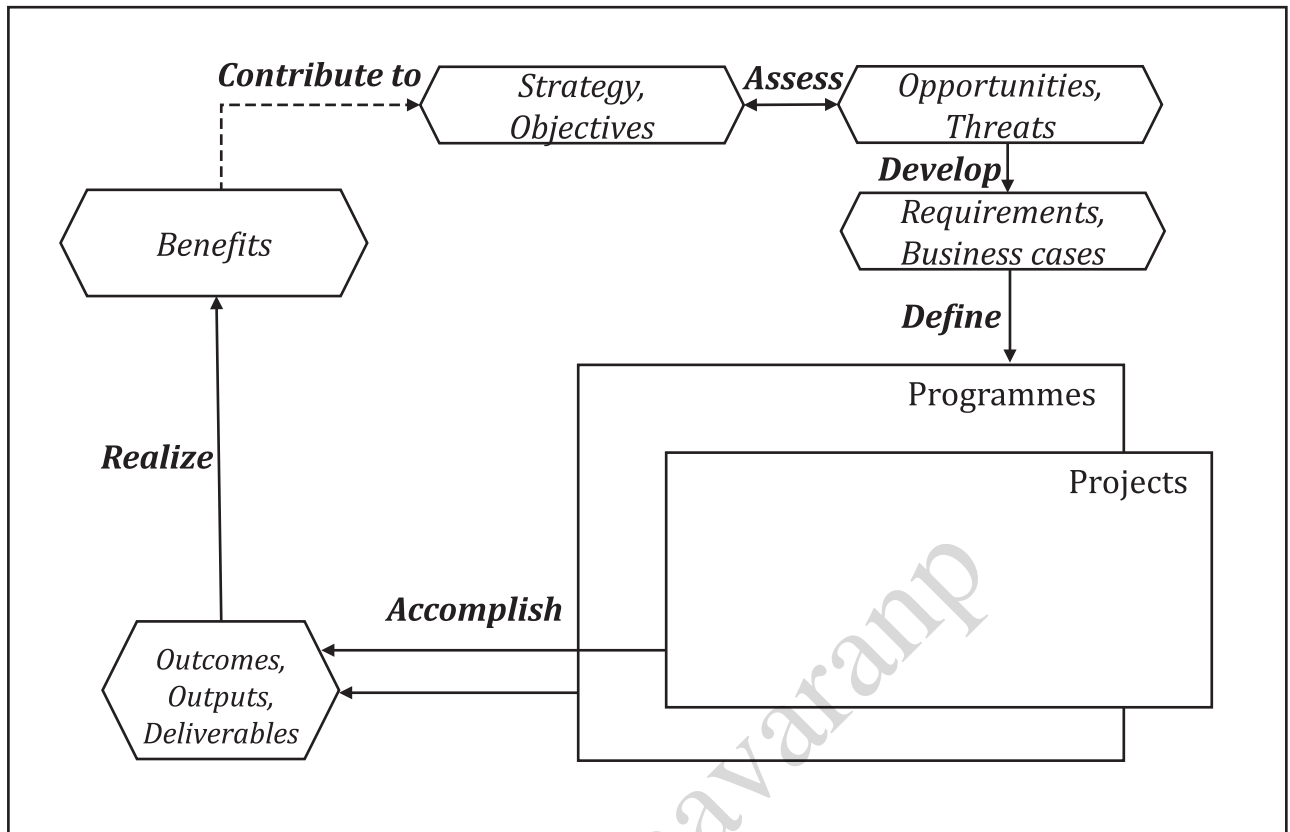 Contribute to
Strategy,
Objectives
Assess
Opportunities,
Threats
Develop
Requirements,
Business cases
Benefits
Define
Programmes
Projects
Realize
Accomplish
Outcomes,
Outputs,
Deliverables